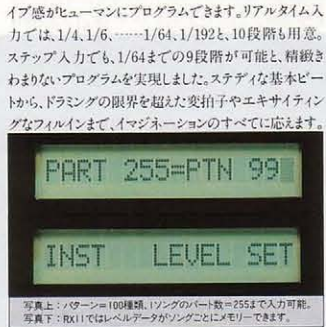 イブ感がヒューマンにプログラムできます。リアルタイム入
力では、1/4、1/6、……1/64、1/192と、10段階も用意。
ステップ入力でも、1/64までの9段階が可能と、精緻き
わまりないプログラムを実現しました。ステディな基本ビー
トから、ドラミングの限界を超えた変拍子やエキサイティン
グなフィルインまで、イマジネーションのすべてに応えます。
PART 255=PTN 99
INST LEVEL SET
写真上：パターン=100種類、1ソングのパート数=255まで入力可能。
写真下：RX11ではレベルデータがソングごとにメモリーできます。